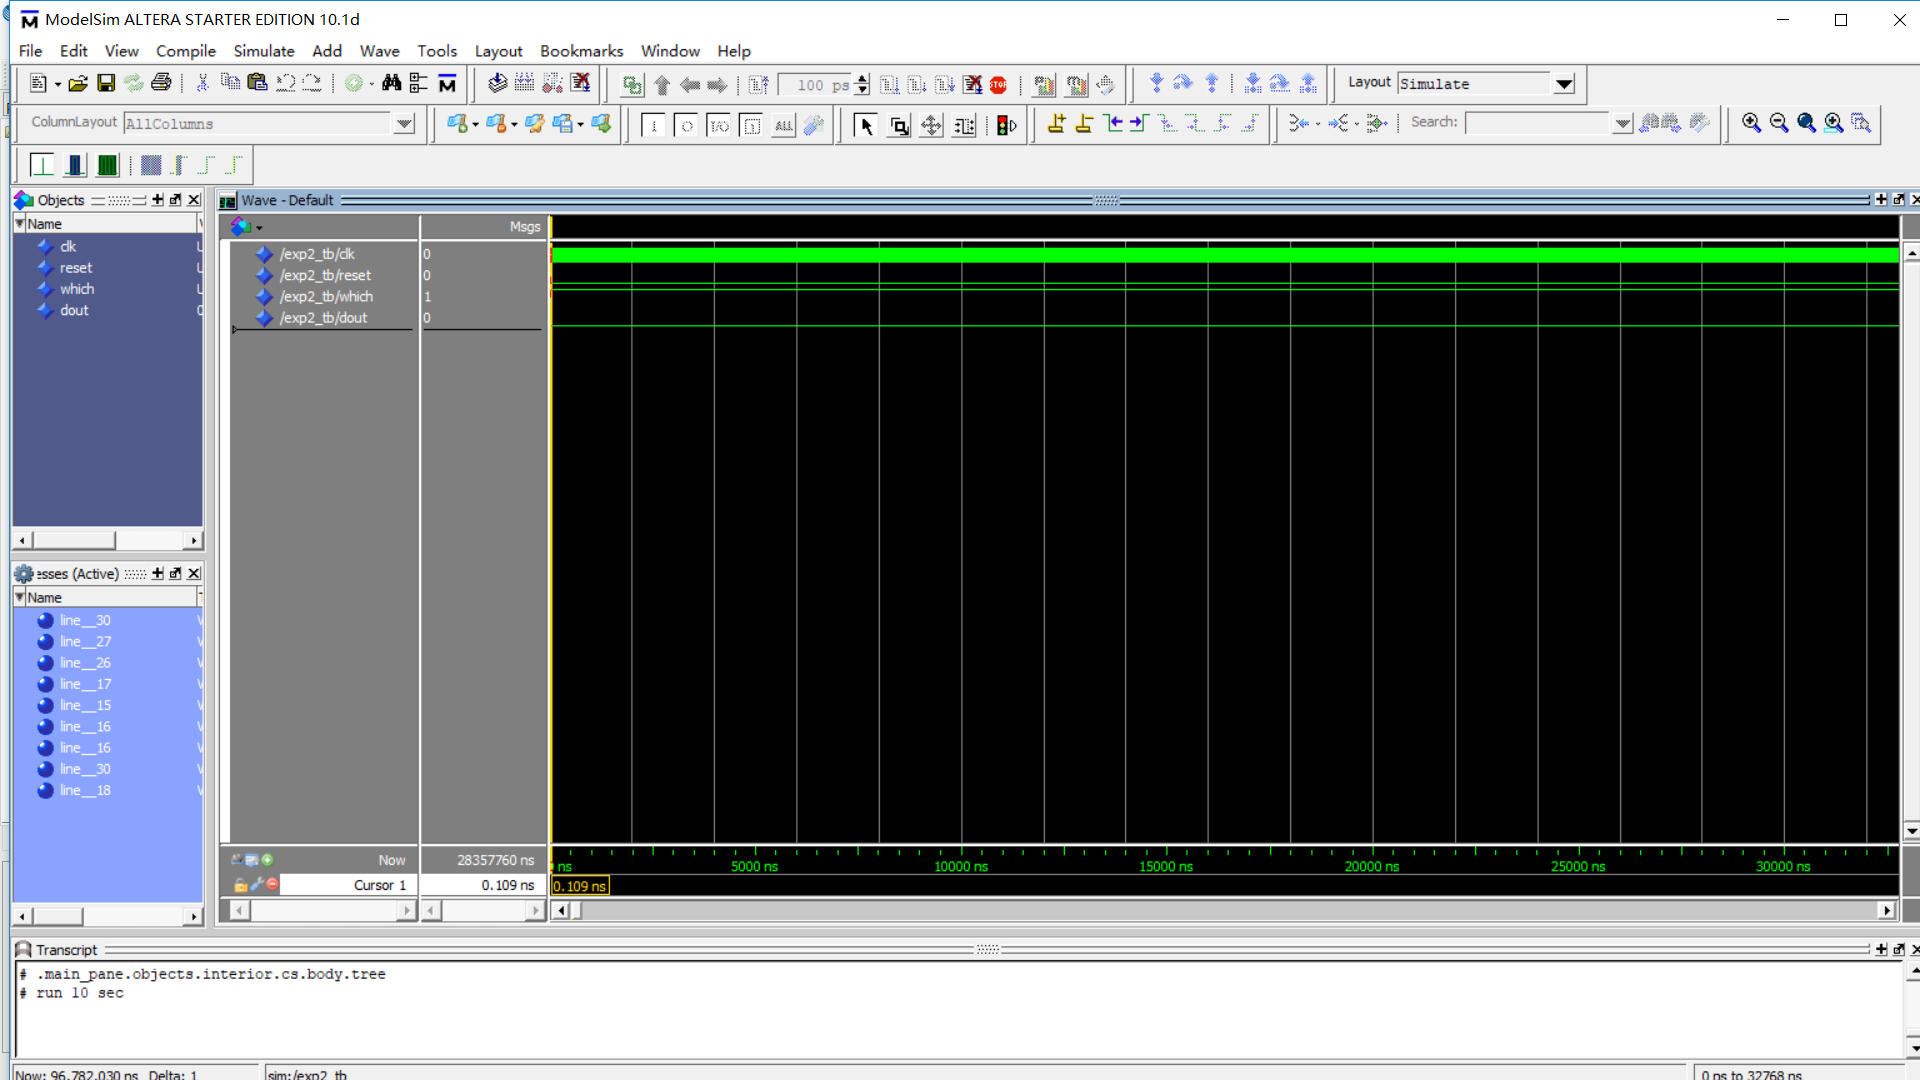 ModelSim ALTERA STARTER EDITION 10.1d
File Edit View Compile Simulate Add Wave Tools Layout Bookmarks Window Help
100 ps
Layout Simulate
ColumnLayout AllColumns
Search:
Objects
Name
clk
reset
which
dout
esses (Active)
Name
line__30
line__27
line__26
line__17
line__15
line__16
line__16
line__30
line__18
Wave - Default
Msgs
/exp2_tb/clk 0
/exp2_tb/reset 0
/exp2_tb/which 1
/exp2_tb/dout 0
Now 28357760 ns
ns 5000 ns 10000 ns 15000 ns 20000 ns 25000 ns 30000 ns
Cursor 1 0.109 ns
0.109 ns
Transcript
# .main_pane.objects.interior.cs.body.tree
# run 10 sec
Now: 96,782,030 ns Delta: 1
sim:/exp2_tb
0 ps to 32768 ns